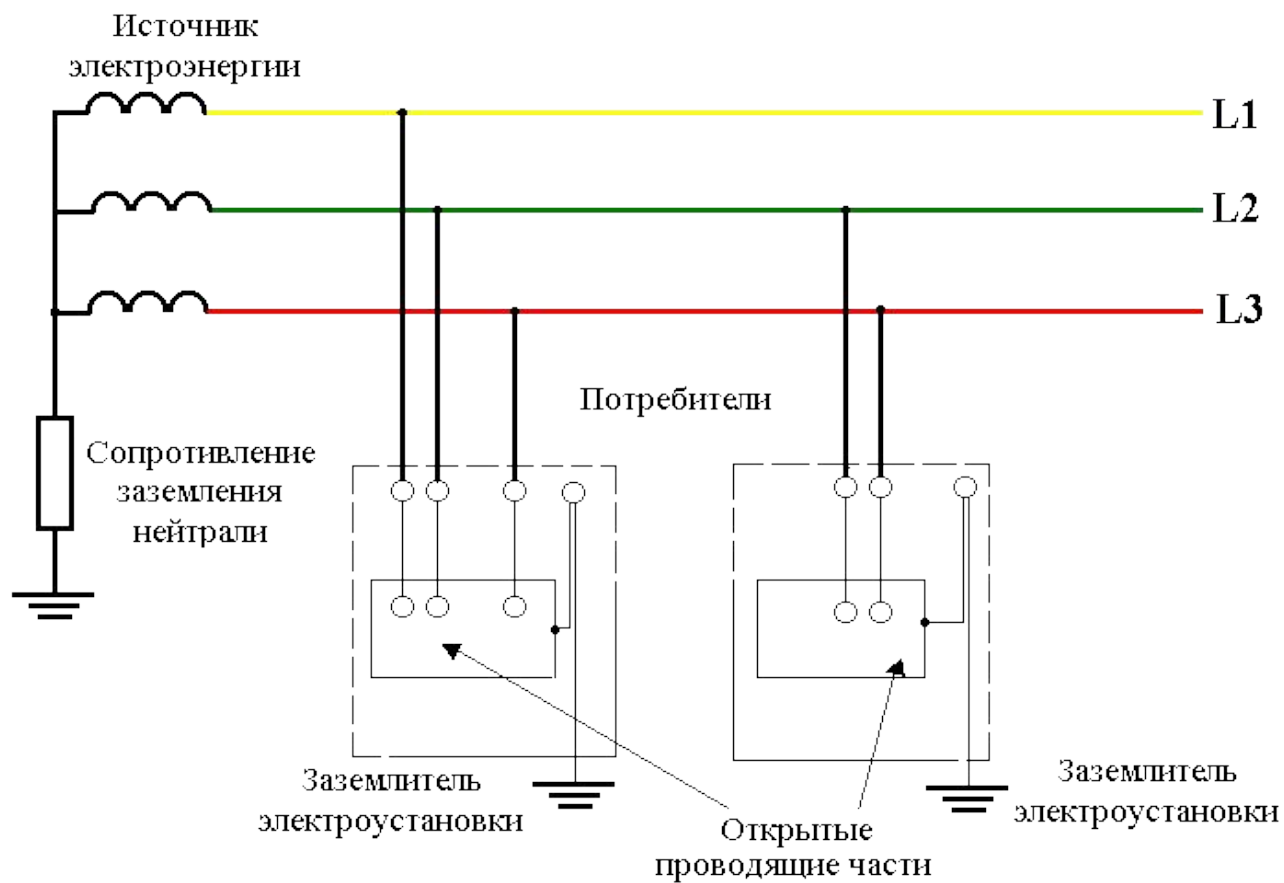 Источник
электроэнергии
L1
L2
L3
Потребители
Сопротивление
заземления
нейтрали
Заземлитель
электроустановки
Открытые
проводящие части
Заземлитель
электроустановки